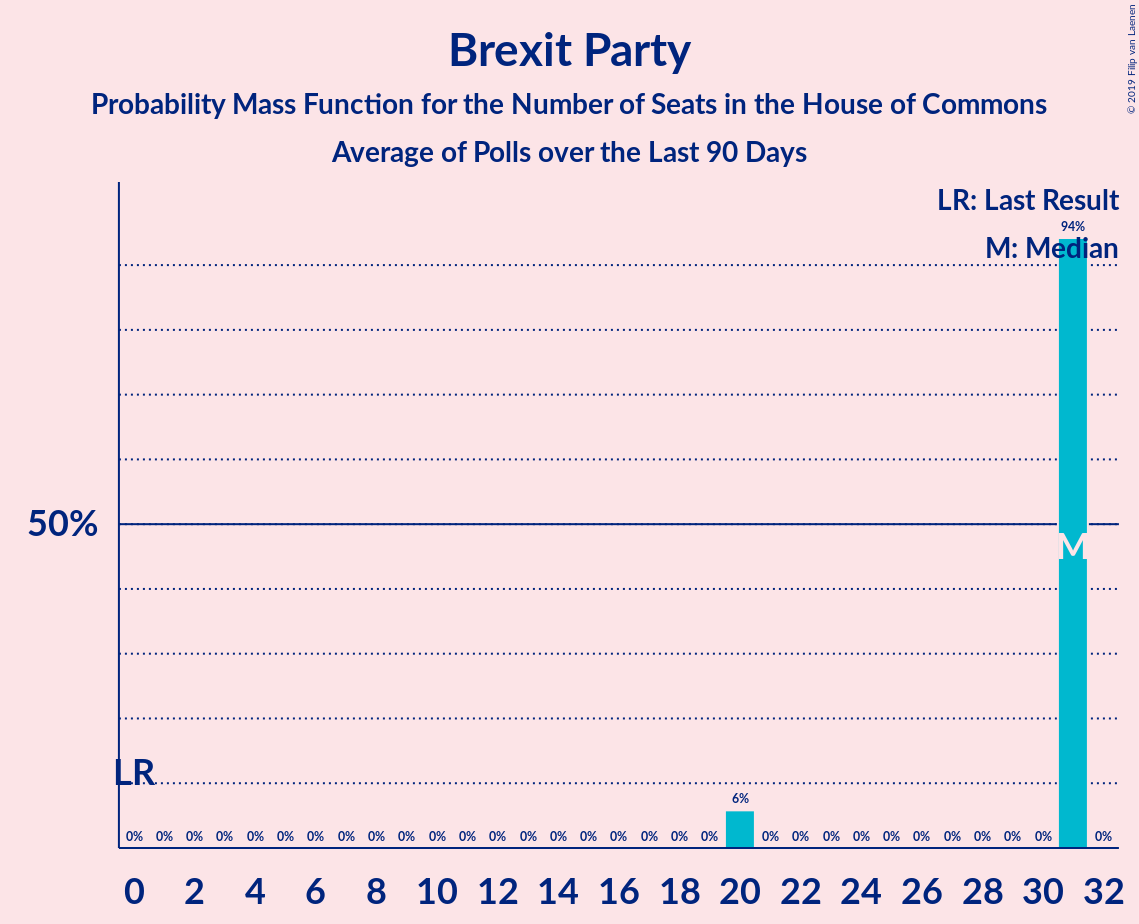 Brexit Party
Probability Mass Function for the Number of Seats in the House of Commons
Average of Polls over the Last 90 Days
© 2019 Filip van Laenen
LR: Last Result
94%
M: Median
50%
M
LR
6%
0% 0% 0% 0% 0% 0% 0% 0% 0% 0% 0% 0% 0% 0% 0% 0% 0% 0% 0% 0% 0% 0% 0% 0% 0% 0% 0% 0% 0% 0% 0%
0 2 4 6 8 10 12 14 16 18 20 22 24 26 28 30 32